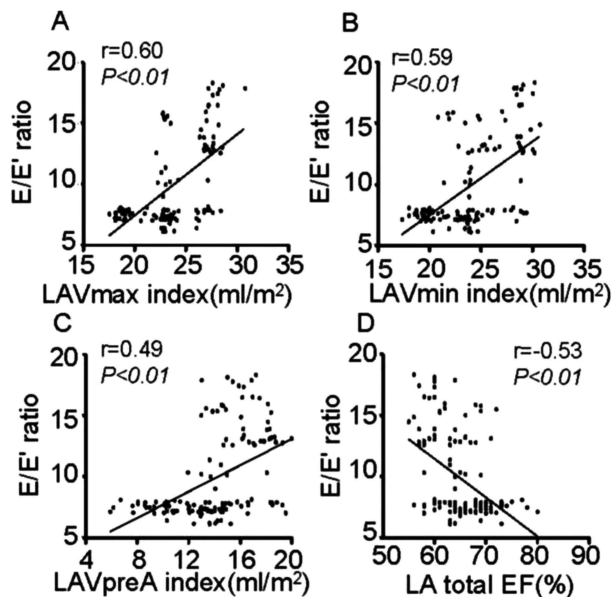 A
r=0.60
P<0.01
E/E' ratio
20
15
10
5
15 20 25 30 35
LAVmax index(ml/m²)
B
r=0.59
P<0.01
E/E' ratio
20
15
10
5
15 20 25 30 35
LAVmin index(ml/m²)
C
r=0.49
P<0.01
E/E' ratio
20
15
10
5
4 8 12 16 20
LAVpreA index(ml/m²)
D
r=-0.53
P<0.01
E/E' ratio
20
15
10
5
50 60 70 80 90
LA total EF(%)